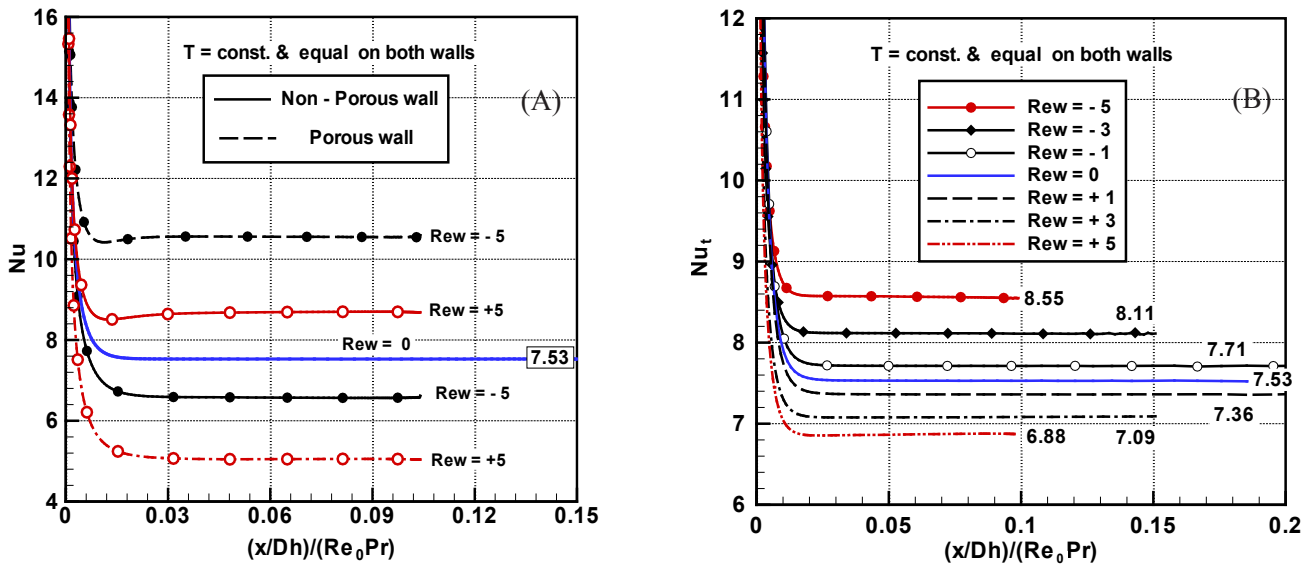 16
14
12
10
8
6
4
Nu
T = const. & equal on both walls
Non - Porous wall
Porous wall
(A)
Rew = - 5
Rew = +5
Rew = 0
7.53
Rew = - 5
Rew = +5
0 0.03 0.06 0.09 0.12 0.15
(x/Dh)/(Re₀Pr)
12
11
10
9
8
7
6
Nuₜ
T = const. & equal on both walls
Rew = - 5
Rew = - 3
Rew = - 1
Rew = 0
Rew = + 1
Rew = + 3
Rew = + 5
(B)
8.55
8.11
7.71
7.53
7.36
6.88 7.09
0 0.05 0.1 0.15 0.2
(x/Dh)/(Re₀Pr)